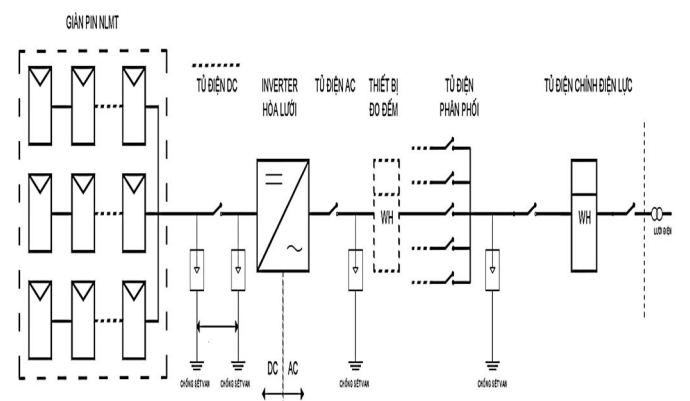 GIÀN PIN NLMT
TỦ ĐIỆN DC
INVERTER
HÒA LƯỚI
TỦ ĐIỆN AC
THIẾT BỊ
ĐO ĐẾM
TỦ ĐIỆN
PHÂN PHỐI
TỦ ĐIỆN CHÍNH ĐIỆN LỰC
WH
WH
LƯỚI ĐIỆN
DC
AC
CHỐNG SÉT VAN
CHỐNG SÉT VAN
CHỐNG SÉT VAN
CHỐNG SÉT VAN